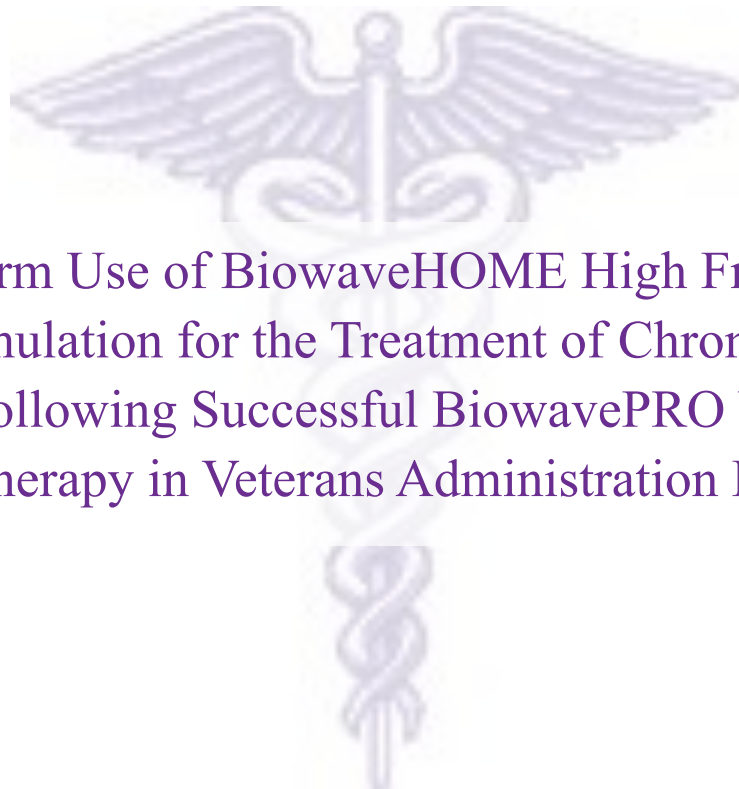 rm Use of BiowaveHOME High Fr
nulation for the Treatment of Chron
ollowing Successful BiowavePRO
herapy in Veterans Administration